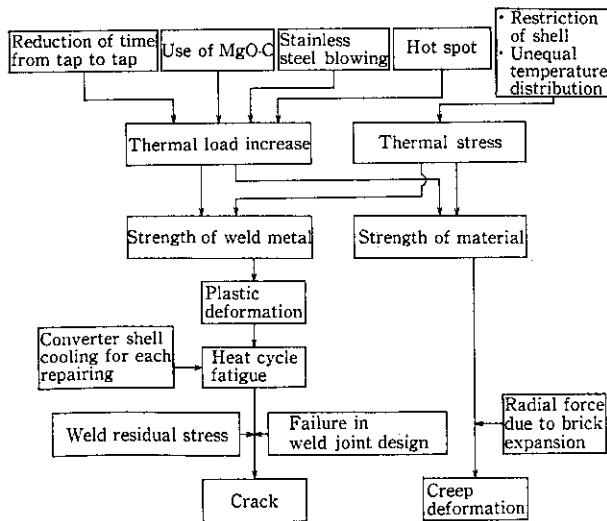 Reduction of time
from tap to tap
Use of MgO-C
Stainless
steel blowing
Hot spot
• Restriction
of shell
• Unequal
temperature
distribution
Thermal load increase
Thermal stress
Strength of weld metal
Strength of material
Plastic
deformation
Converter shell
cooling for each
repairing
Heat cycle
fatigue
Weld residual stress
Failure in
weld joint design
Radial force
due to brick
expansion
Crack
Creep
deformation